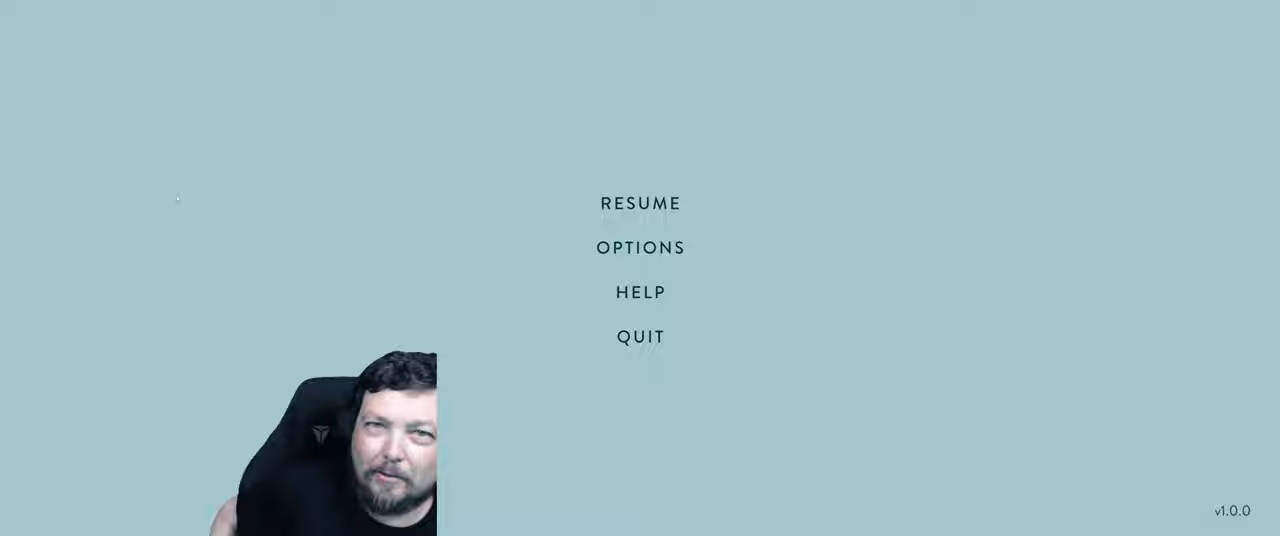 RESUME
OPTIONS
HELP
QUIT
v1.0.0